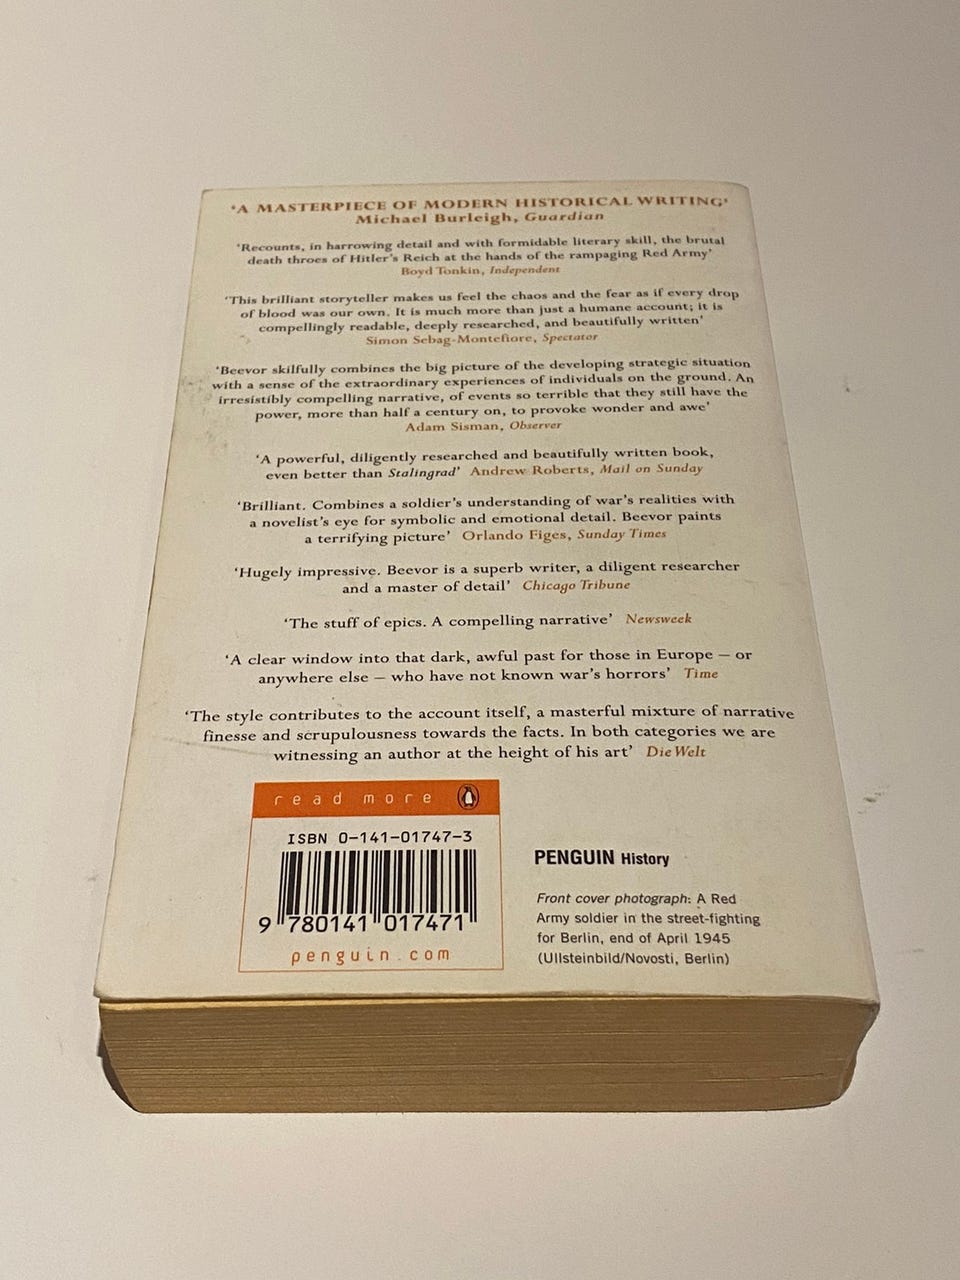 ‘A MASTERPIECE OF MODERN HISTORICAL WRITING’
Michael Burleigh, Guardian
‘Recounts, in harrowing detail and with formidable literary skill, the brutal
death throes of Hitler’s Reich at the hands of the rampaging Red Army’
Boyd Tonkin, Independent
‘This brilliant storyteller makes us feel the chaos and the fear as if every drop
of blood was our own. It is much more than just a humane account; it is
compellingly readable, deeply researched, and beautifully written’
Simon Sebag-Montefiore, Spectator
‘Beevor skilfully combines the big picture of the developing strategic situation
with a sense of the extraordinary experiences of individuals on the ground. An
irresistibly compelling narrative, of events so terrible that they still have the
power, more than half a century on, to provoke wonder and awe’
Adam Sisman, Observer
‘A powerful, diligently researched and beautifully written book,
even better than Stalingrad’ Andrew Roberts, Mail on Sunday
‘Brilliant. Combines a soldier’s understanding of war’s realities with
a novelist’s eye for symbolic and emotional detail. Beevor paints
a terrifying picture’ Orlando Figes, Sunday Times
‘Hugely impressive. Beevor is a superb writer, a diligent researcher
and a master of detail’ Chicago Tribune
‘The stuff of epics. A compelling narrative’ Newsweek
‘A clear window into that dark, awful past for those in Europe – or
anywhere else – who have not known war’s horrors’ Time
‘The style contributes to the account itself, a masterful mixture of narrative
finesse and scrupulousness towards the facts. In both categories we are
witnessing an author at the height of his art’ Die Welt
read more
ISBN 0-141-01747-3
9 780141 017471
penguin.com
PENGUIN History
Front cover photograph: A Red
Army soldier in the street-fighting
for Berlin, end of April 1945
(Ullsteinbild/Novosti, Berlin)